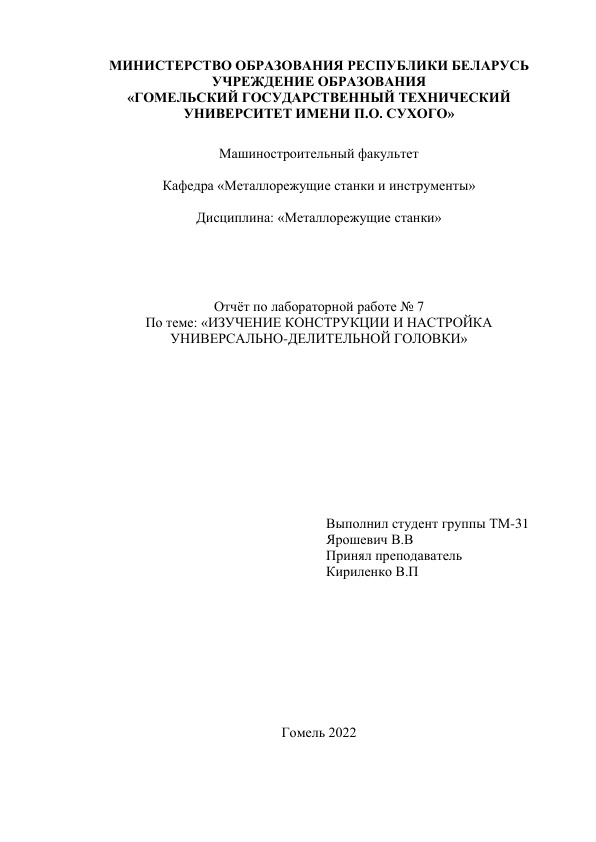 МИНИСТЕРСТВО ОБРАЗОВАНИЯ РЕСПУБЛИКИ БЕЛАРУСЬ
УЧРЕЖДЕНИЕ ОБРАЗОВАНИЯ
«ГОМЕЛЬСКИЙ ГОСУДАРСТВЕННЫЙ ТЕХНИЧЕСКИЙ
УНИВЕРСИТЕТ ИМЕНИ П.О. СУХОГО»
Машиностроительный факультет
Кафедра «Металлорежущие станки и инструменты»
Дисциплина: «Металлорежущие станки»
Отчёт по лабораторной работе № 7
По теме: «ИЗУЧЕНИЕ КОНСТРУКЦИИ И НАСТРОЙКА
УНИВЕРСАЛЬНО-ДЕЛИТЕЛЬНОЙ ГОЛОВКИ»
Выполнил студент группы ТМ-31
Ярошевич В.В
Принял преподаватель
Кириленко В.П
Гомель 2022